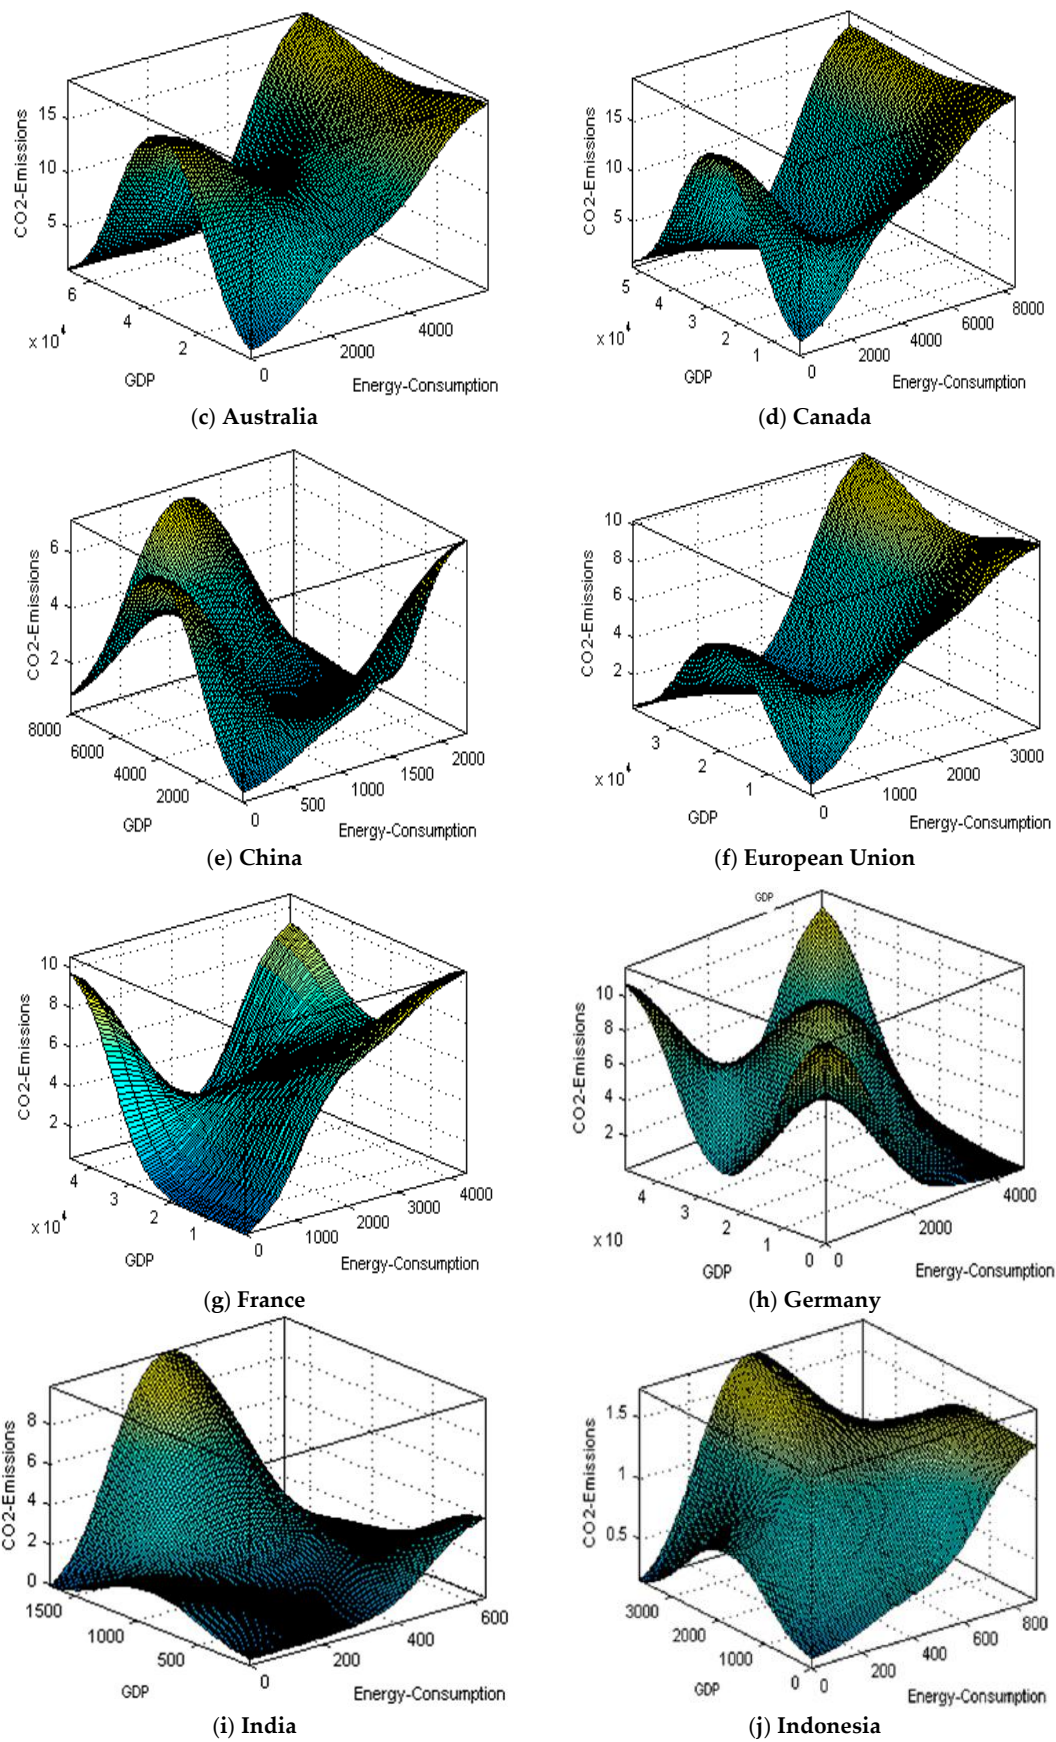 CO2-Emissions
15
10
5
6
4
2
x 10⁴
GDP
0
2000
4000
Energy-Consumption
(c) Australia
CO2-Emissions
15
10
5
5
4
3
2
1
x 10⁴
GDP
0
2000
4000
6000
8000
Energy-Consumption
(d) Canada
CO2-Emissions
6
4
2
8000
6000
4000
2000
GDP
0
500
1000
1500
2000
Energy-Consumption
(e) China
CO2-Emissions
10
8
6
4
2
3
2
1
x 10⁴
GDP
0
1000
2000
3000
Energy-Consumption
(f) European Union
CO2-Emissions
10
8
6
4
2
4
3
2
1
x 10⁴
GDP
0
1000
2000
3000
4000
Energy-Consumption
(g) France
GDP
CO2-Emissions
10
8
6
4
2
4
3
2
1
0
x 10
GDP
0
2000
4000
Energy-Consumption
(h) Germany
CO2-Emissions
8
6
4
2
0
1500
1000
500
GDP
0
200
400
600
Energy-Consumption
(i) India
CO2-Emissions
1.5
1
0.5
3000
2000
1000
0
GDP
0
200
400
600
800
Energy-Consumption
(j) Indonesia